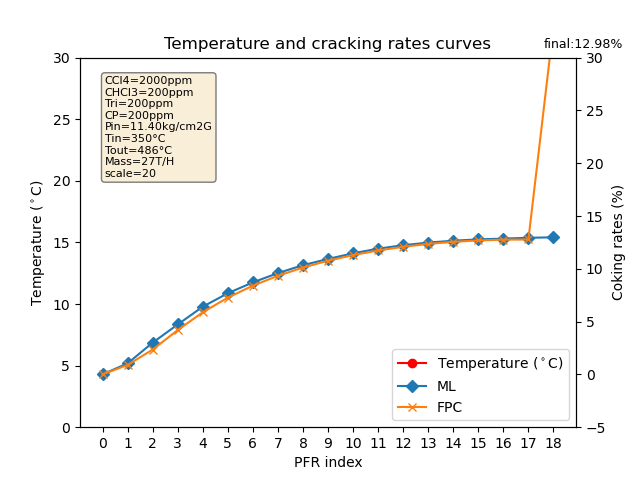 Temperature and cracking rates curves
final:12.98%
CCl4=2000ppm
CHCl3=200ppm
Tri=200ppm
CP=200ppm
Pin=11.40kg/cm2G
Tin=350°C
Tout=486°C
Mass=27T/H
scale=20
30
25
20
15
10
5
0
Temperature (°C)
30
25
20
15
10
5
0
−5
Coking rates (%)
Temperature (°C)
ML
FPC
0 1 2 3 4 5 6 7 8 9 10 11 12 13 14 15 16 17 18
PFR index